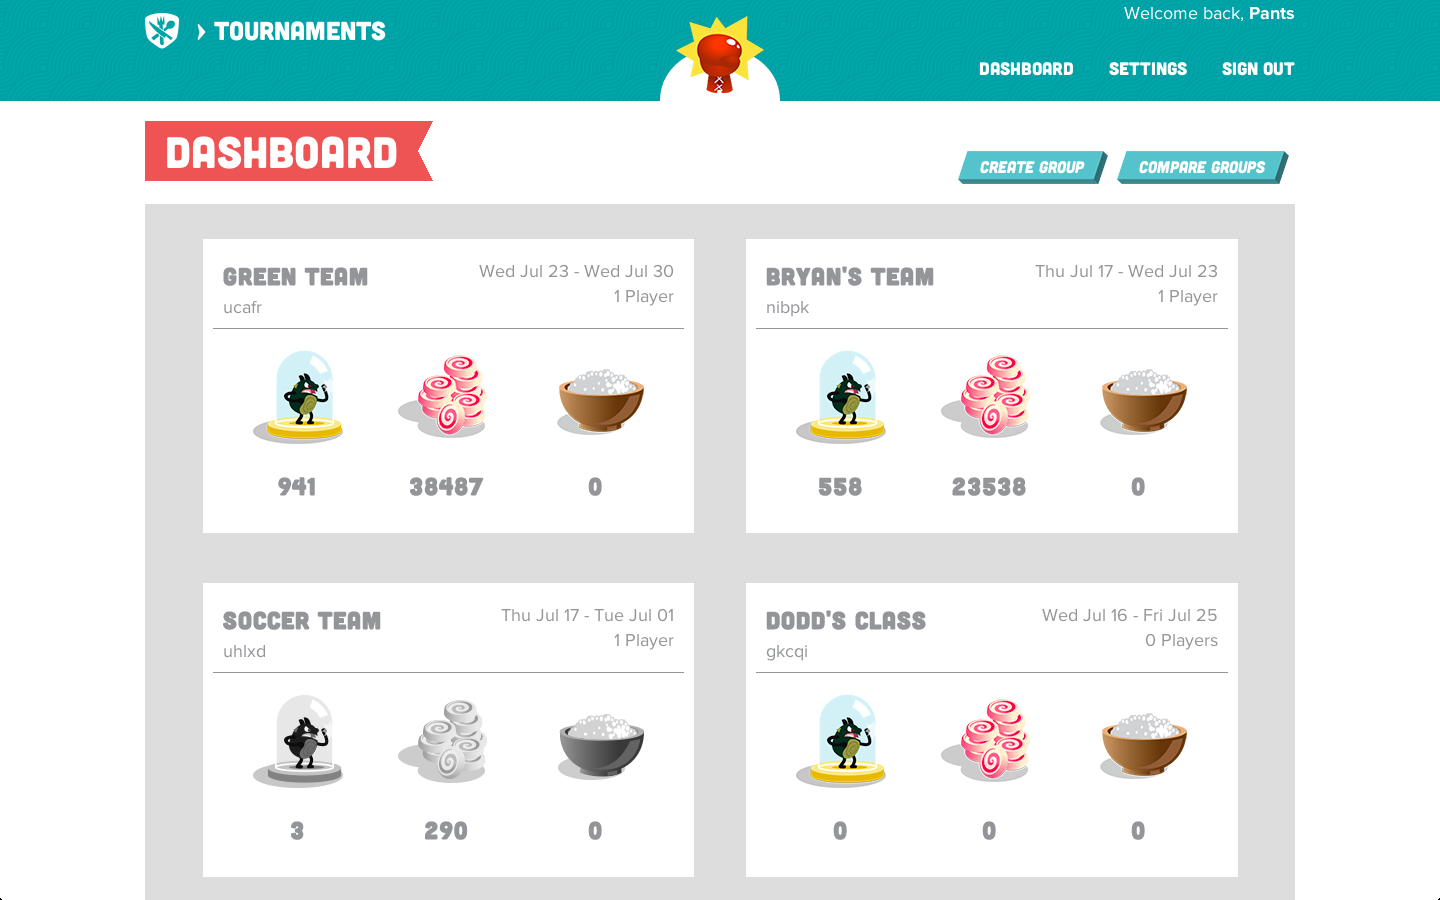 TOURNAMENTS
Welcome back, Pants
DASHBOARD SETTINGS SIGN OUT
DASHBOARD
CREATE GROUP COMPARE GROUPS
GREEN TEAM
ucafr
Wed Jul 23 - Wed Jul 30
1 Player
941 38487 0
BRYAN'S TEAM
nibpk
Thu Jul 17 - Wed Jul 23
1 Player
558 23538 0
SOCCER TEAM
uhlxd
Thu Jul 17 - Tue Jul 01
1 Player
3 290 0
DODD'S CLASS
gkcqi
Wed Jul 16 - Fri Jul 25
0 Players
0 0 0